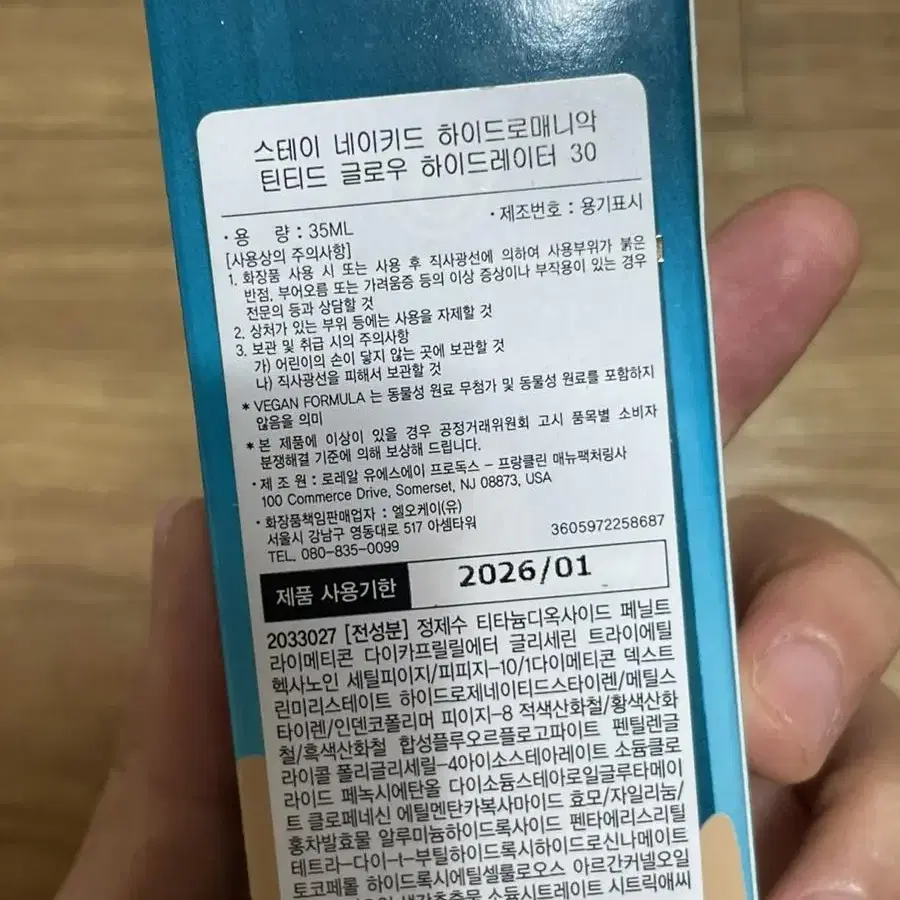 스테이 네이키드 하이드로매니악
틴티드 글로우 하이드레이터 30
· 용 량 : 35ML · 제조번호 : 용기표시
[사용상의 주의사항]
1. 화장품 사용 시 또는 사용 후 직사광선에 의하여 사용부위가 붉은
반점, 부어오름 또는 가려움증 등의 이상 증상이나 부작용이 있는 경우
전문의 등과 상담할 것
2. 상처가 있는 부위 등에는 사용을 자제할 것
3. 보관 및 취급 시의 주의사항
가) 어린이의 손이 닿지 않는 곳에 보관할 것
나) 직사광선을 피해서 보관할 것
* VEGAN FORMULA 는 동물성 원료 무첨가 및 동물성 원료를 포함하지
않음을 의미
* 본 제품에 이상이 있을 경우 공정거래위원회 고시 품목별 소비자
분쟁해결 기준에 의해 보상해 드립니다.
· 제 조 원 : 로레알 유에스에이 프로덕스 - 프랑클린 매뉴팩처링사
100 Commerce Drive, Somerset, NJ 08873, USA
· 화장품책임판매업자 : 엘오케이(유)
서울시 강남구 영동대로 517 아셈타워
TEL. 080-835-0099 3605972258687
제품 사용기한 2026/01
2033027 [전성분] 정제수 티타늄디옥사이드 페닐트
라이메티콘 다이카프릴릴에터 글리세린 트라이에틸
헥사노인 세틸피이지/피피지-10/1다이메티콘 덱스트
린미리스테이트 하이드로제네이티드스타이렌/메틸스
타이렌/인덴코폴리머 피이지-8 적색산화철/황색산화
철/흑색산화철 합성플루오르플로고파이트 펜틸렌글
라이콜 폴리글리세릴-4아이소스테아레이트 소듐클로
라이드 페녹시에탄올 다이소듐스테아로일글루타메이
트 클로페네신 에틸멘탄카복사마이드 효모/자일리눔/
홍차발효물 알루미늄하이드록사이드 펜타에리스리틸
테트라-다이-t-부틸하이드록시하이드로신나메이트
토코페롤 하이드록시에틸셀룰로오스 아르간커넬오일
생강추출물 소듐시트레이트 시트릭애씨